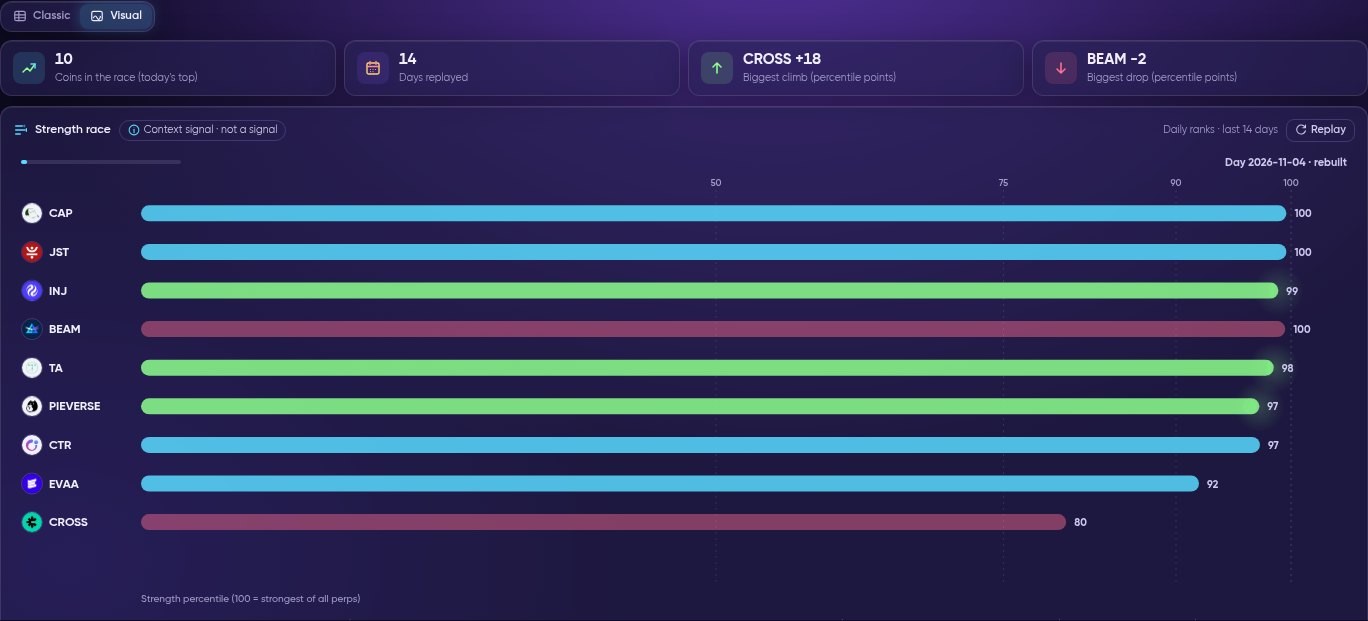 Classic Visual
10
Coins in the race (today's top)
14
Days replayed
CROSS +18
Biggest climb (percentile points)
BEAM -2
Biggest drop (percentile points)
Strength race Context signal · not a signal Daily ranks · last 14 days Replay
Day 2026-11-04 · rebuilt
50 75 90 100
CAP 100
JST 100
INJ 99
BEAM 100
TA 98
PIEVERSE 97
CTR 97
EVAA 92
CROSS 80
Strength percentile (100 = strongest of all perps)